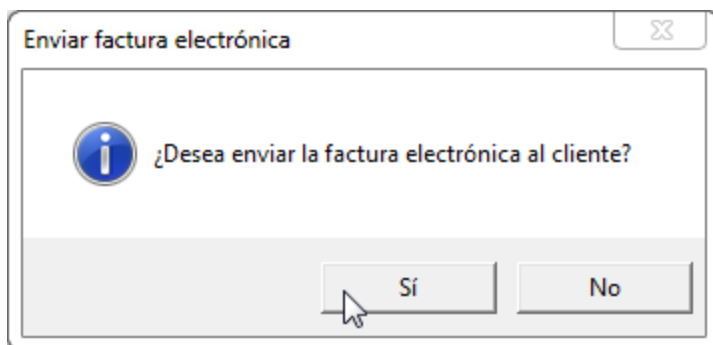 Enviar factura electrónica
¿Desea enviar la factura electrónica al cliente?
Sí No